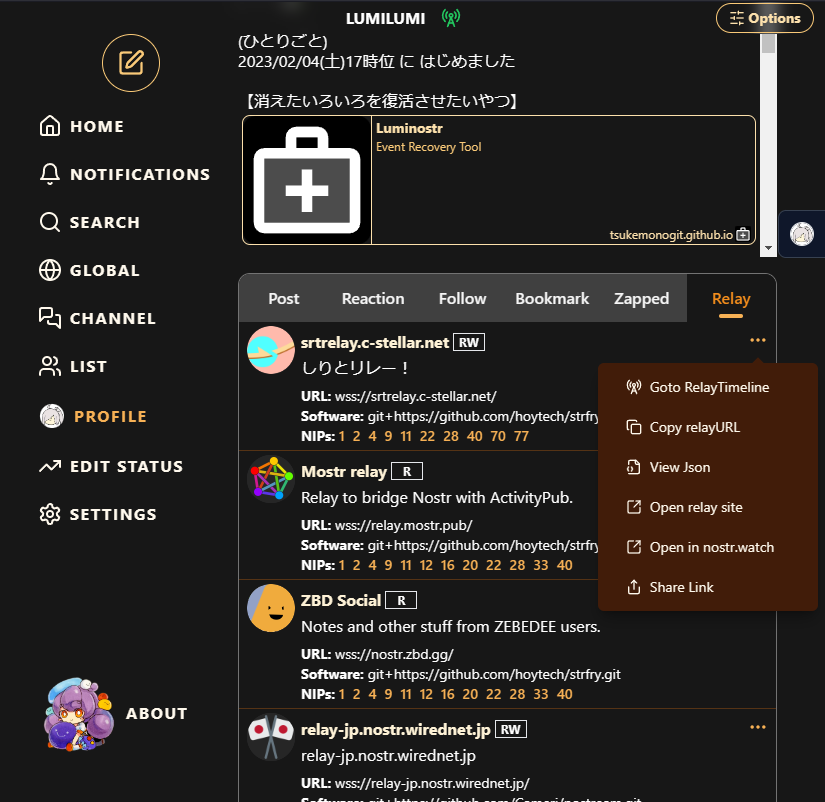 LUMILUMI
Options
HOME
NOTIFICATIONS
SEARCH
GLOBAL
CHANNEL
LIST
PROFILE
EDIT STATUS
SETTINGS
ABOUT
(ひとりごと)
2023/02/04(土)17時位 に はじめました
【消えたいろいろを復活させたいやつ】
Luminostr
Event Recovery Tool
tsukemonogit.github.io
Post Reaction Follow Bookmark Zapped Relay
srtrelay.c-stellar.net RW
しりとリレー！
URL: wss://srtrelay.c-stellar.net/
Software: git+https://github.com/hoytech/strfry
NIPs: 1 2 4 9 11 22 28 40 70 77
Goto RelayTimeline
Copy relayURL
View Json
Open relay site
Open in nostr.watch
Share Link
Mostr relay R
Relay to bridge Nostr with ActivityPub.
URL: wss://relay.mostr.pub/
Software: git+https://github.com/hoytech/strfry
NIPs: 1 2 4 9 11 12 16 20 22 28 33 40
ZBD Social R
Notes and other stuff from ZEBEDEE users.
URL: wss://nostr.zbd.gg/
Software: git+https://github.com/hoytech/strfry.git
NIPs: 1 2 4 9 11 12 16 20 22 28 33 40
relay-jp.nostr.wirednet.jp RW
relay-jp.nostr.wirednet.jp
URL: wss://relay-jp.nostr.wirednet.jp/